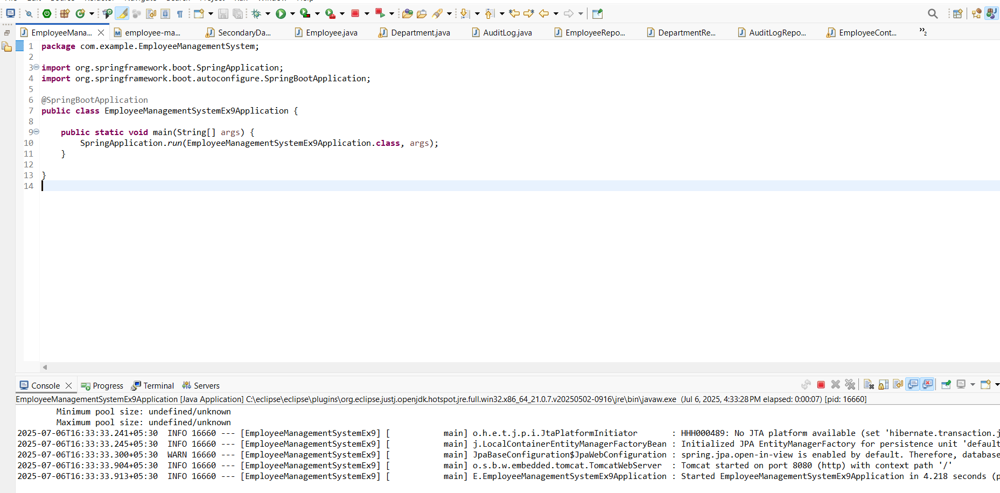 EmployeeMana...
employee-ma...
SecondaryDa...
Employee.java
Department.java
AuditLog.java
EmployeeRepo...
DepartmentRe...
AuditLogRepo...
EmployeeCont...
»2
1 package com.example.EmployeeManagementSystem;
2
3 import org.springframework.boot.SpringApplication;
4 import org.springframework.boot.autoconfigure.SpringBootApplication;
5
6 @SpringBootApplication
7 public class EmployeeManagementSystemEx9Application {
8
9 public static void main(String[] args) {
10 SpringApplication.run(EmployeeManagementSystemEx9Application.class, args);
11 }
12
13 }
14
Console
Progress
Terminal
Servers
EmployeeManagementSystemEx9Application [Java Application] C:\eclipse\eclipse\plugins\org.eclipse.justj.openjdk.hotspot.jre.full.win32.x86_64_21.0.7.v20250502-0916\jre\bin\javaw.exe (Jul 6, 2025, 4:33:28 PM elapsed: 0:00:07) [pid: 16660]
Minimum pool size: undefined/unknown
Maximum pool size: undefined/unknown
2025-07-06T16:33:33.241+05:30 INFO 16660 --- [EmployeeManagementSystemEx9] [ main] o.h.e.t.j.p.i.JtaPlatformInitiator : HHH000489: No JTA platform available (set 'hibernate.transaction.j
2025-07-06T16:33:33.245+05:30 INFO 16660 --- [EmployeeManagementSystemEx9] [ main] j.LocalContainerEntityManagerFactoryBean : Initialized JPA EntityManagerFactory for persistence unit 'default
2025-07-06T16:33:33.300+05:30 WARN 16660 --- [EmployeeManagementSystemEx9] [ main] JpaBaseConfiguration$JpaWebConfiguration : spring.jpa.open-in-view is enabled by default. Therefore, database
2025-07-06T16:33:33.904+05:30 INFO 16660 --- [EmployeeManagementSystemEx9] [ main] o.s.b.w.embedded.tomcat.TomcatWebServer : Tomcat started on port 8080 (http) with context path '/'
2025-07-06T16:33:33.913+05:30 INFO 16660 --- [EmployeeManagementSystemEx9] [ main] E.EmployeeManagementSystemEx9Application : Started EmployeeManagementSystemEx9Application in 4.218 seconds (p